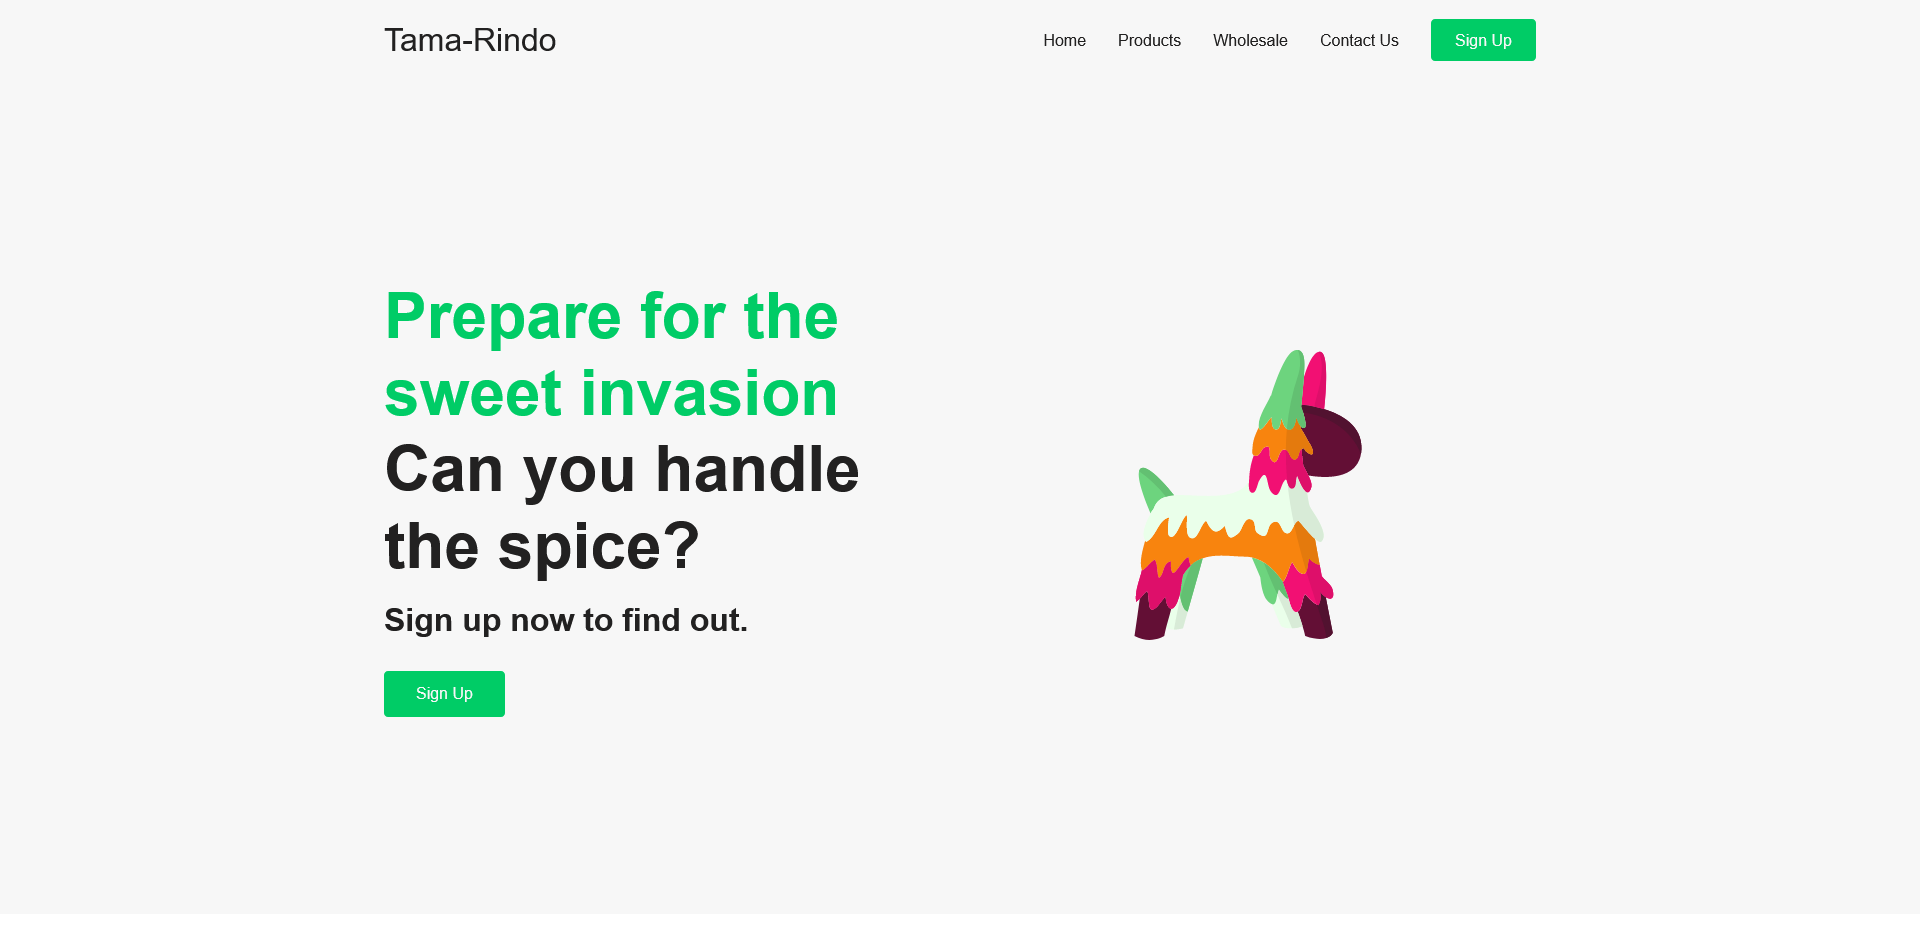 Tama-Rindo
Home
Products
Wholesale
Contact Us
Sign Up
Prepare for the
sweet invasion
Can you handle
the spice?
Sign up now to find out.
Sign Up